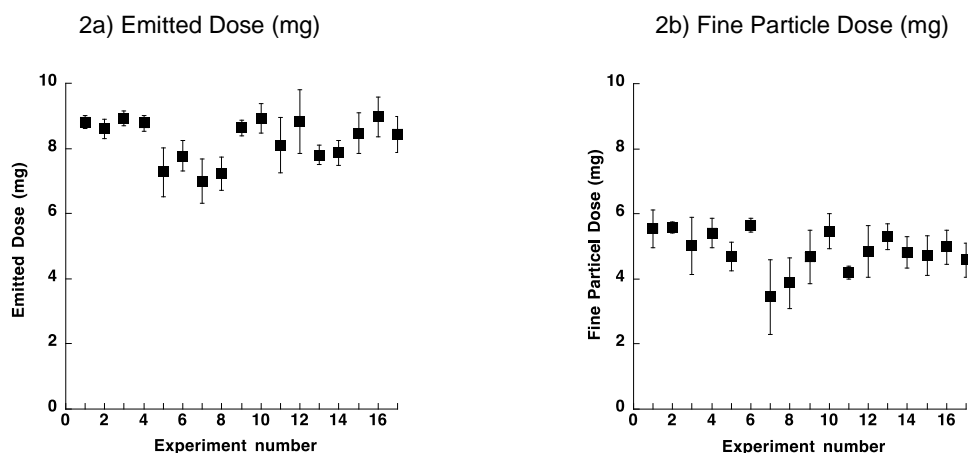 2a) Emitted Dose (mg)
10
8
6
4
2
0
0 2 4 6 8 10 12 14 16
Emitted Dose (mg)
Experiment number
2b) Fine Particle Dose (mg)
10
8
6
4
2
0
0 2 4 6 8 10 12 14 16
Fine Particel Dose (mg)
Experiment number